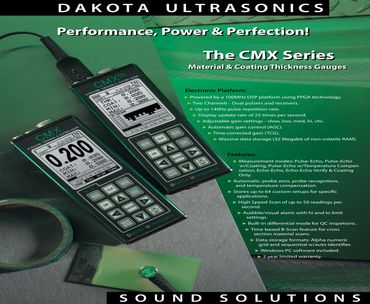 DAKOTA ULTRASONICS
Performance, Power & Perfection!
The CMX Series
Material & Coating Thickness Gauges
Electronic Platform:
Powered by a 100MHz DSP platform using FPGA technology.
Two Channels - Dual pulsers and receivers.
Up to 140Hz pulse repetition rate.
Display update rate of 25 times per second.
Adjustable gain settings - vlow, low, med, hi, vhi.
Automatic gain control (AGC).
Time corrected gain (TCG).
Massive data storage (32 Megabit of non-volatile RAM).
Features:
Measurement modes: Pulse-Echo, Pulse-Echo
w/Coating, Pulse-Echo w/Temperature Compen
sation, Echo-Echo, Echo-Echo Verify & Coating
Only.
Automatic probe zero, probe recognition,
and temperature compensation.
Stores up to 64 custom setups for specific
applications.
High Speed Scan of up to 50 readings per
second.
Audible/visual alarm with hi and lo limit
settings.
Built-in differential mode for QC inspetions.
Time based B-Scan feature for cross
section material scans.
Data storage formats: Alpha numeric
grid and sequential w/auto identifier.
Windows PC software included.
2 year limited warranty.
CMX
CMX
0.200
SOUND SOLUTIONS